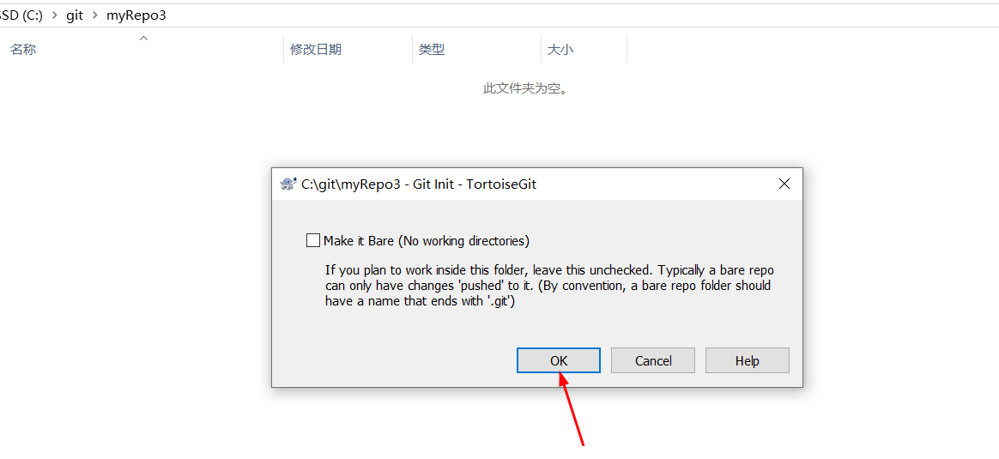 SSD (C:) > git > myRepo3
名称 修改日期 类型 大小
此文件夹为空。
C:\git\myRepo3 - Git Init - TortoiseGit
Make it Bare (No working directories)
If you plan to work inside this folder, leave this unchecked. Typically a bare repo
can only have changes 'pushed' to it. (By convention, a bare repo folder should
have a name that ends with '.git')
OK Cancel Help